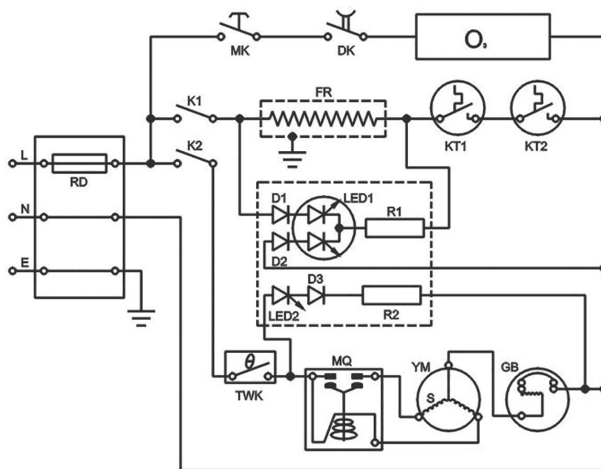 MK DK O₃
K1 FR
KT1 KT2
K2
L
RD
N
E
D1 LED1
R1
D2
D3
LED2 R2
θ
TWK
MQ YM GB
S